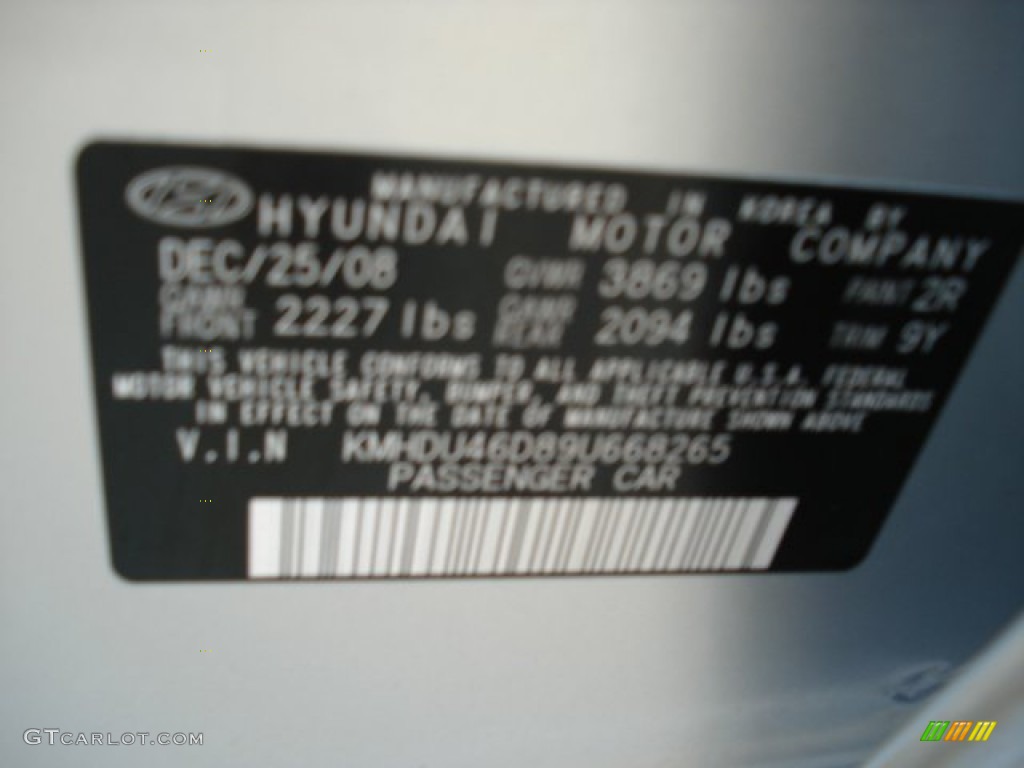 MANUFACTURED IN KOREA BY
HYUNDAI MOTOR COMPANY
DEC/25/08 GVWR 3869 lbs PAINT 2R
GAWR FRONT 2227 lbs GAWR REAR 2094 lbs TRIM 9Y
THIS VEHICLE CONFORMS TO ALL APPLICABLE U.S.A. FEDERAL
MOTOR VEHICLE SAFETY, BUMPER, AND THEFT PREVENTION STANDARDS
IN EFFECT ON THE DATE OF MANUFACTURE SHOWN ABOVE
V.I.N KMHDU46D89U668265
PASSENGER CAR
GTCARLOT.COM